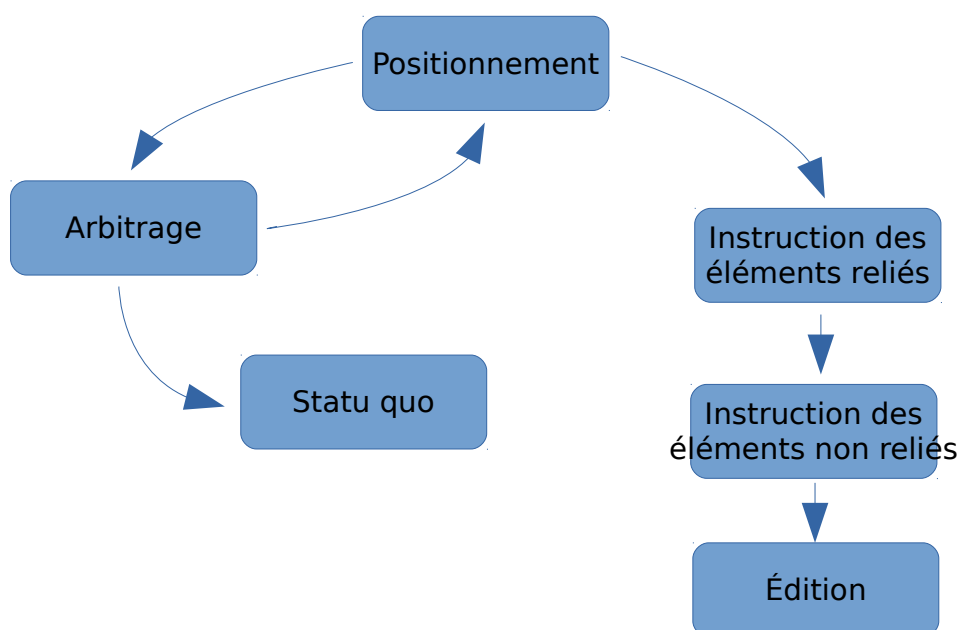 Positionnement
Arbitrage
Instruction des
éléments reliés
Statu quo
Instruction des
éléments non reliés
Édition